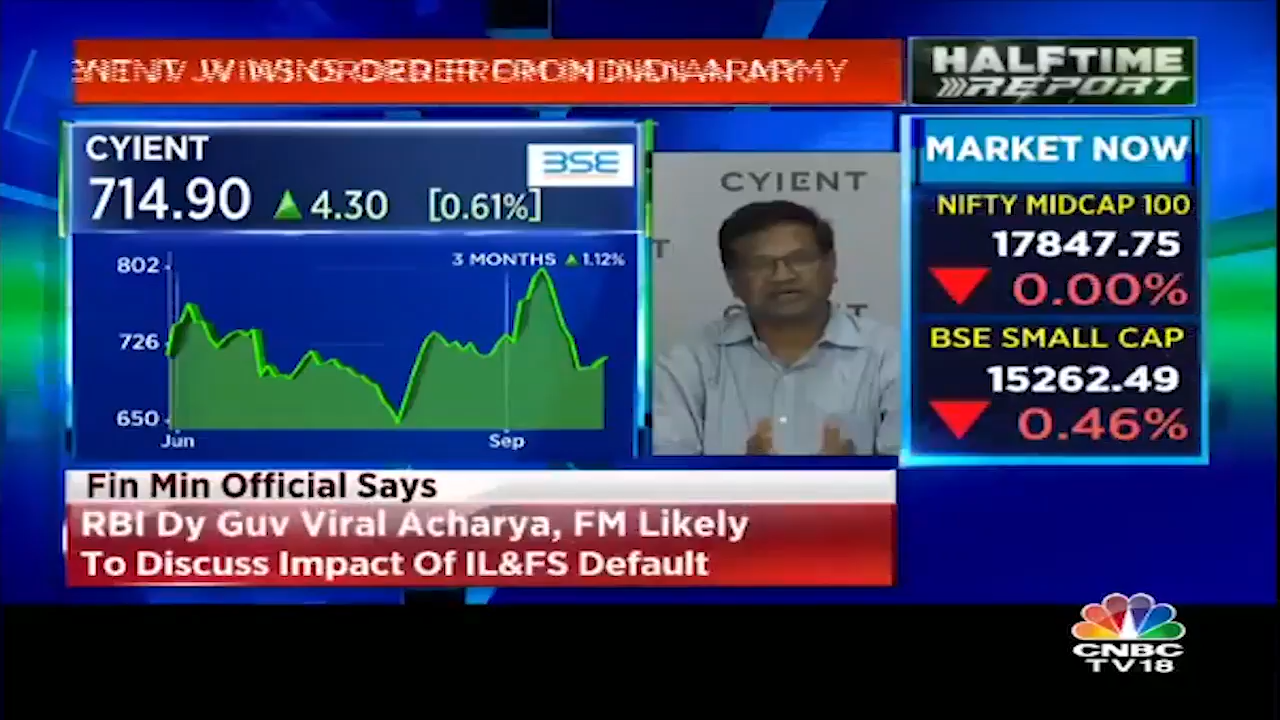 HALFTIME
REPORT
CYIENT
BSE
714.90 4.30 [0.61%]
802
3 MONTHS 1.12%
726
650
Jun Sep
CYIENT
T
MARKET NOW
NIFTY MIDCAP 100
17847.75
0.00%
BSE SMALL CAP
15262.49
0.46%
Fin Min Official Says
RBI Dy Guv Viral Acharya, FM Likely
To Discuss Impact Of IL&FS Default
CNBC
TV18